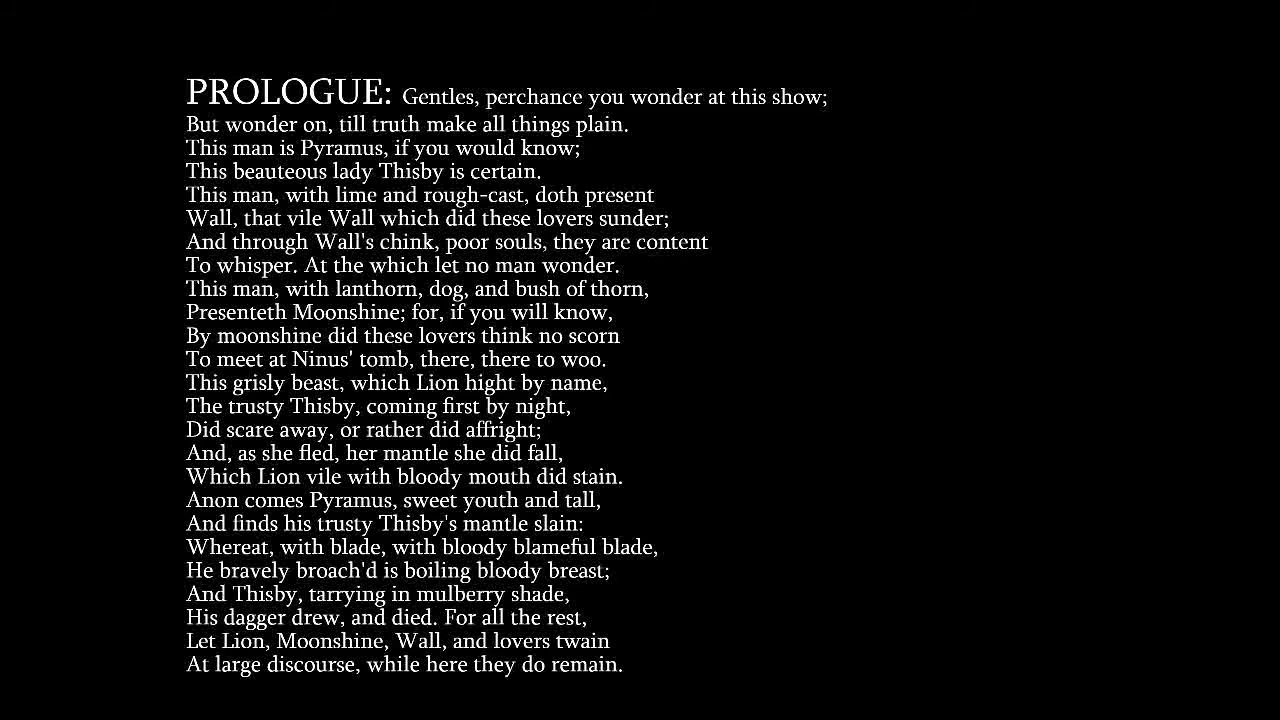 PROLOGUE: Gentles, perchance you wonder at this show;
But wonder on, till truth make all things plain.
This man is Pyramus, if you would know;
This beauteous lady Thisby is certain.
This man, with lime and rough-cast, doth present
Wall, that vile Wall which did these lovers sunder;
And through Wall's chink, poor souls, they are content
To whisper. At the which let no man wonder.
This man, with lanthorn, dog, and bush of thorn,
Presenteth Moonshine; for, if you will know,
By moonshine did these lovers think no scorn
To meet at Ninus' tomb, there, there to woo.
This grisly beast, which Lion hight by name,
The trusty Thisby, coming first by night,
Did scare away, or rather did affright;
And, as she fled, her mantle she did fall,
Which Lion vile with bloody mouth did stain.
Anon comes Pyramus, sweet youth and tall,
And finds his trusty Thisby's mantle slain:
Whereat, with blade, with bloody blameful blade,
He bravely broach'd is boiling bloody breast;
And Thisby, tarrying in mulberry shade,
His dagger drew, and died. For all the rest,
Let Lion, Moonshine, Wall, and lovers twain
At large discourse, while here they do remain.